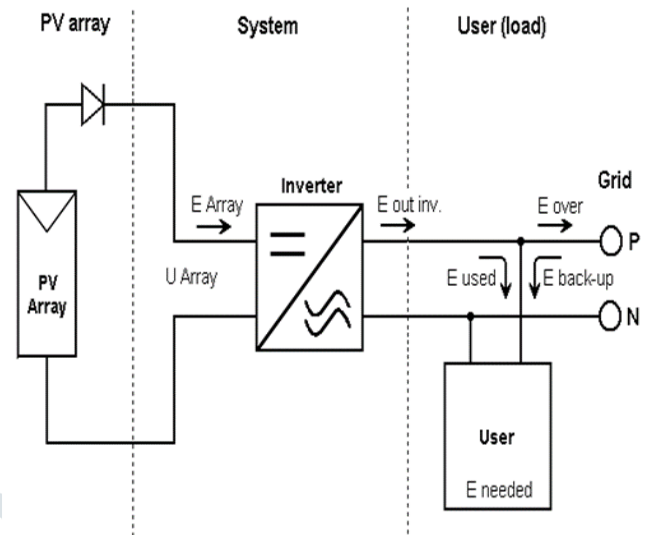 PV array
System
User (load)
Inverter
Grid
E Array
E out inv.
E over
P
U Array
E used
E back-up
PV
Array
N
User
E needed